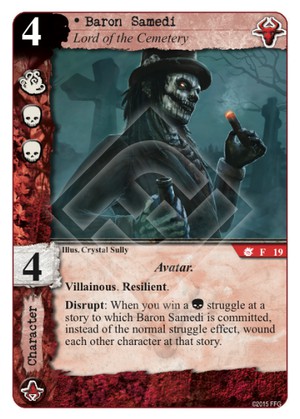 4
• Baron Samedi
Lord of the Cemetery
Illus. Crystal Sully
F 19
4
Avatar.
Villainous. Resilient.
Disrupt: When you win a struggle at a
story to which Baron Samedi is committed,
instead of the normal struggle effect, wound
each other character at that story.
Character
©2015 FFG